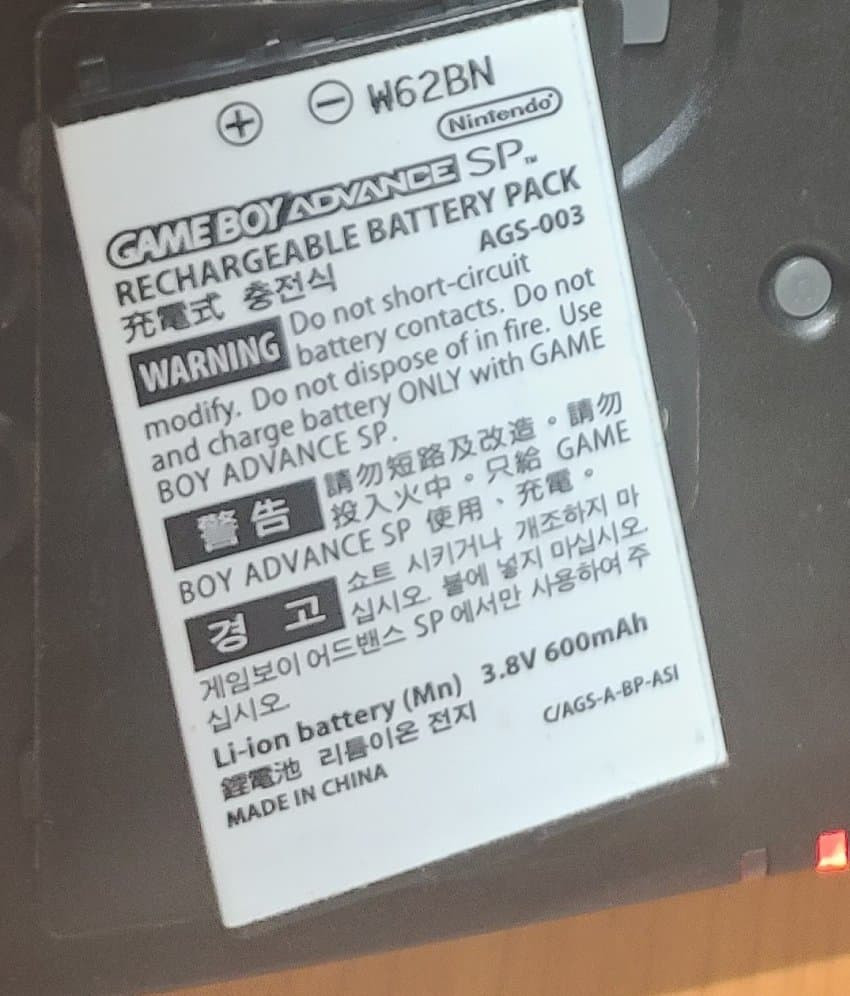 + − W62BN
Nintendo®
GAME BOY ADVANCE SP™
RECHARGEABLE BATTERY PACK
充電式 충전식 AGS-003
WARNING Do not short-circuit
battery contacts. Do not
modify. Do not dispose of in fire. Use
and charge battery ONLY with GAME
BOY ADVANCE SP.
警告 請勿短路及改造。請勿
投入火中。只給 GAME
BOY ADVANCE SP 使用、充電。
경고 쇼트 시키거나 개조하지 마
십시오. 불에 넣지 마십시오.
게임보이 어드밴스 SP 에서만 사용하여 주
십시오.
Li-ion battery (Mn) 3.8V 600mAh
鋰電池 리튬이온 전지 C/AGS-A-BP-ASI
MADE IN CHINA